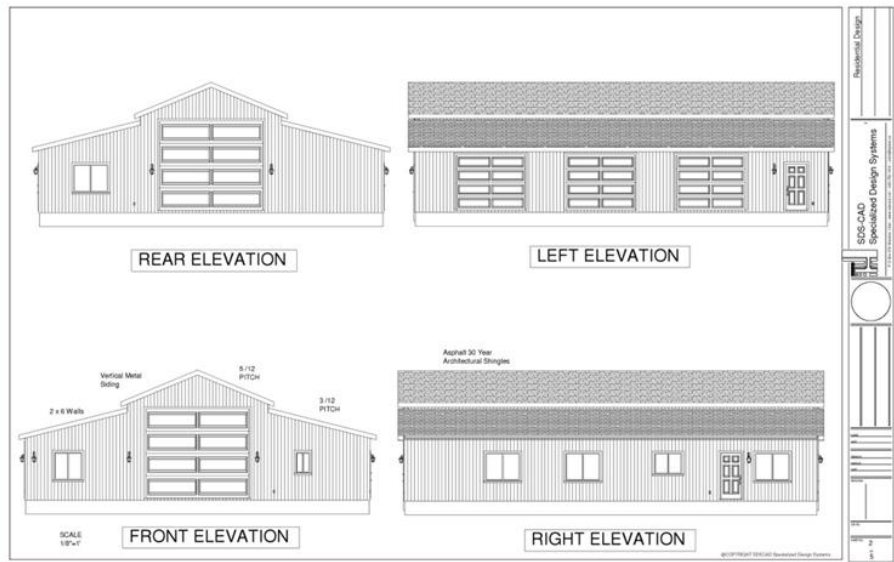 REAR ELEVATION
LEFT ELEVATION
Vertical Metal
Siding
2 x 6 Walls
5 /12
PITCH
3 /12
PITCH
Asphalt 30 Year
Architectural Shingles
SCALE
1/8"=1'
FRONT ELEVATION
RIGHT ELEVATION
Residential Design
SDS-CAD
Specialized Design Systems
2